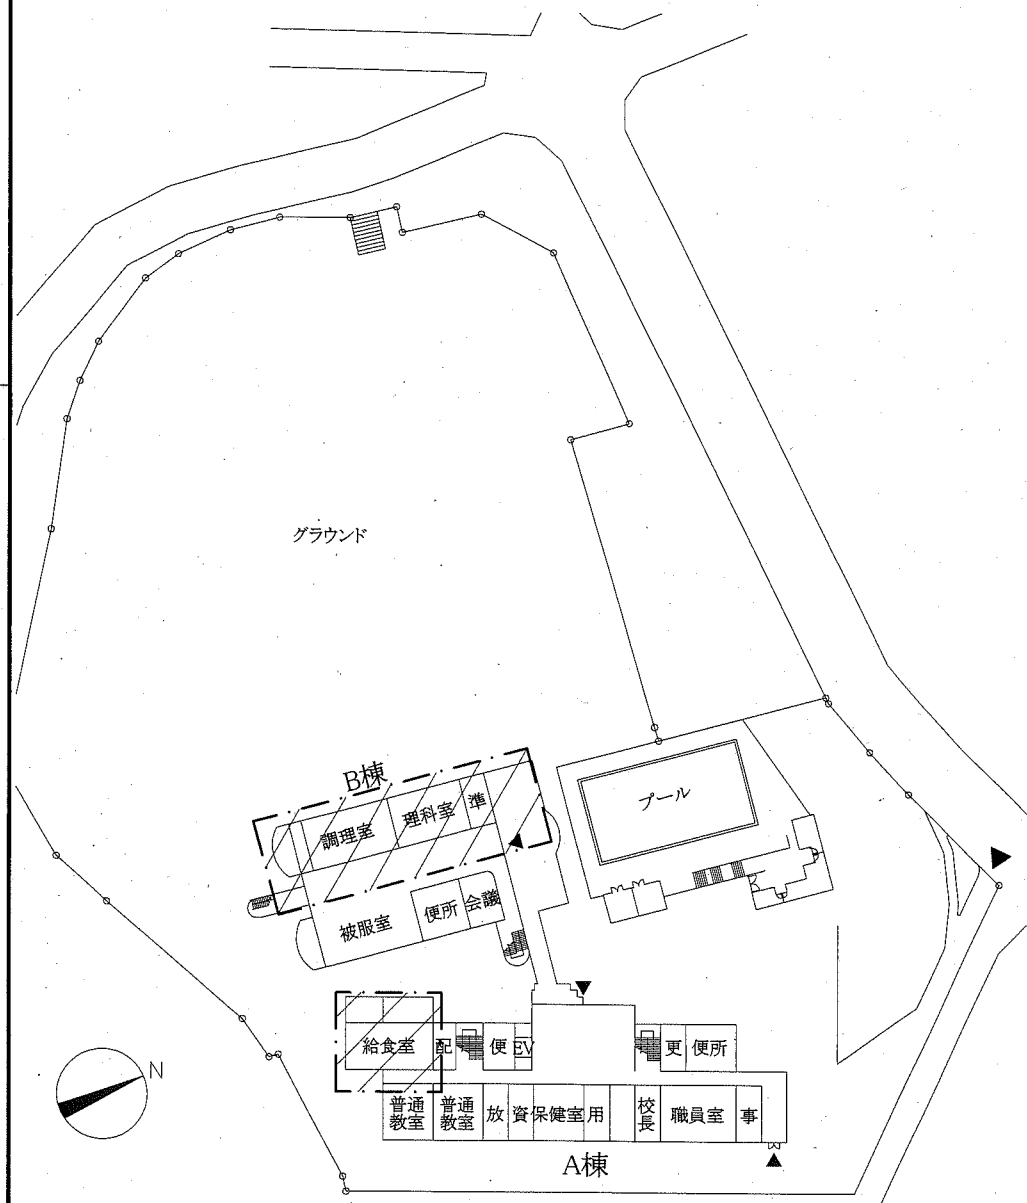 グラウンド
B棟
調理室
理科室
準
プール
被服室
便所
会議
給食室
配
便
EV
更
便所
N
普通
教室
普通
教室
放
資
保健室
用
校
長
職員室
事
A棟